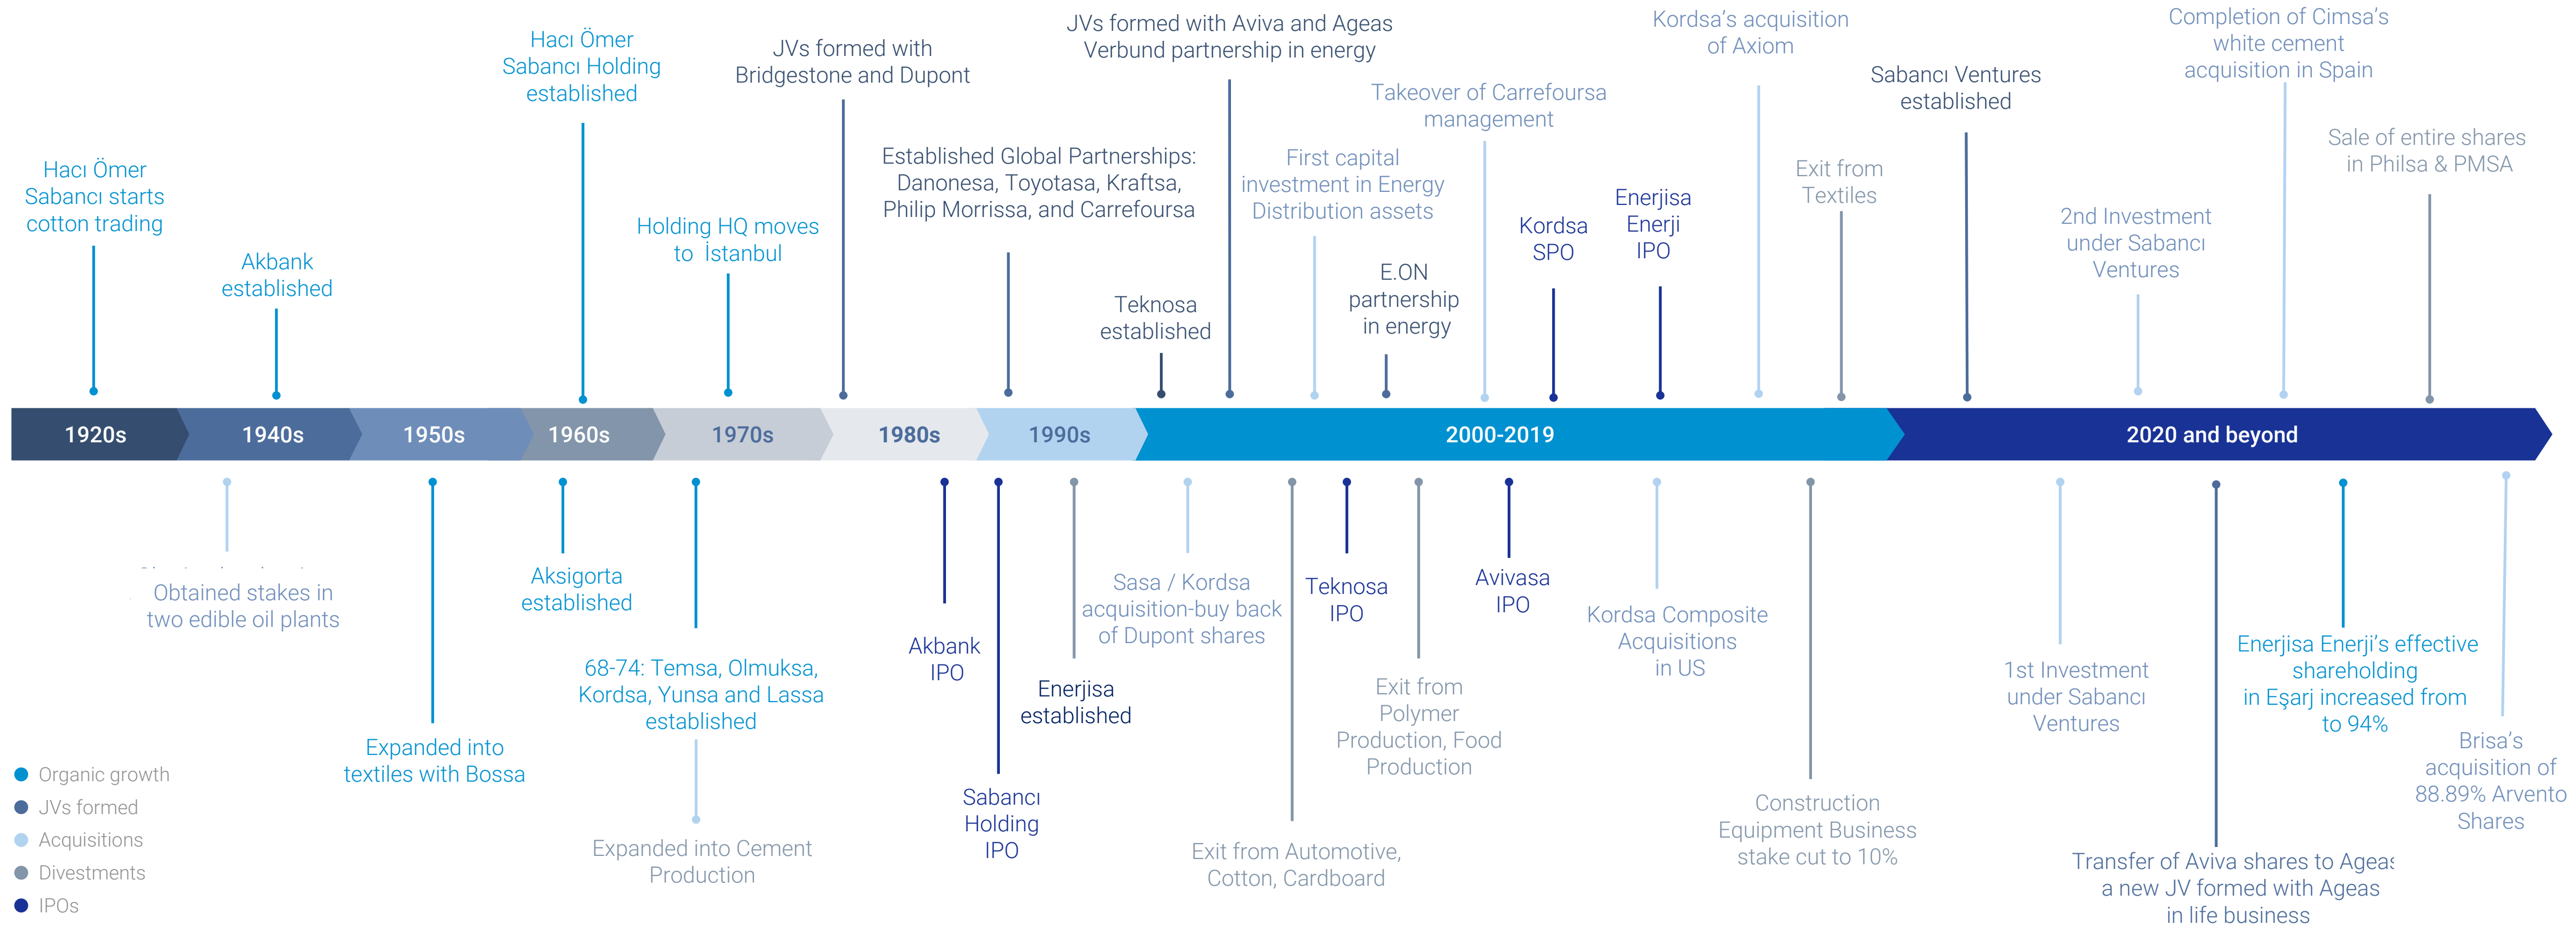 Hacı Ömer
Sabancı starts
cotton trading
Akbank
established
Hacı Ömer
Sabancı Holding
established
Holding HQ moves
to İstanbul
JVs formed with
Bridgestone and Dupont
Established Global Partnerships:
Danonesa, Toyotasa, Kraftsa,
Philip Morrissa, and Carrefoursa
JVs formed with Aviva and Ageas
Verbund partnership in energy
Teknosa
established
First capital
investment in Energy
Distribution assets
Takeover of Carrefoursa
management
E.ON
partnership
in energy
Kordsa
SPO
Enerjisa
Enerji
IPO
Kordsa’s acquisition
of Axiom
Exit from
Textiles
Sabancı Ventures
established
2nd Investment
under Sabancı
Ventures
Completion of Cimsa’s
white cement
acquisition in Spain
Sale of entire shares
in Philsa & PMSA
1920s
1940s
1950s
1960s
1970s
1980s
1990s
2000-2019
2020 and beyond
Obtained stakes in
two edible oil plants
Expanded into
textiles with Bossa
Aksigorta
established
68-74: Temsa, Olmuksa,
Kordsa, Yunsa and Lassa
established
Expanded into Cement
Production
Akbank
IPO
Sabancı
Holding
IPO
Enerjisa
established
Sasa / Kordsa
acquisition-buy back
of Dupont shares
Exit from Automotive,
Cotton, Cardboard
Teknosa
IPO
Exit from
Polymer
Production, Food
Production
Avivasa
IPO
Kordsa Composite
Acquisitions
in US
Construction
Equipment Business
stake cut to 10%
1st Investment
under Sabancı
Ventures
Transfer of Aviva shares to Ageas
a new JV formed with Ageas
in life business
Enerjisa Enerji’s effective
shareholding
in Eşarj increased from
to 94%
Brisa’s
acquisition of
88.89% Arvento
Shares
Organic growth
JVs formed
Acquisitions
Divestments
IPOs